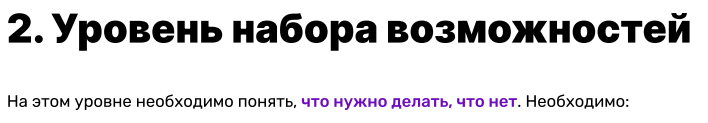 2. Уровень набора возможностей
На этом уровне необходимо понять, что нужно делать, что нет. Необходимо: